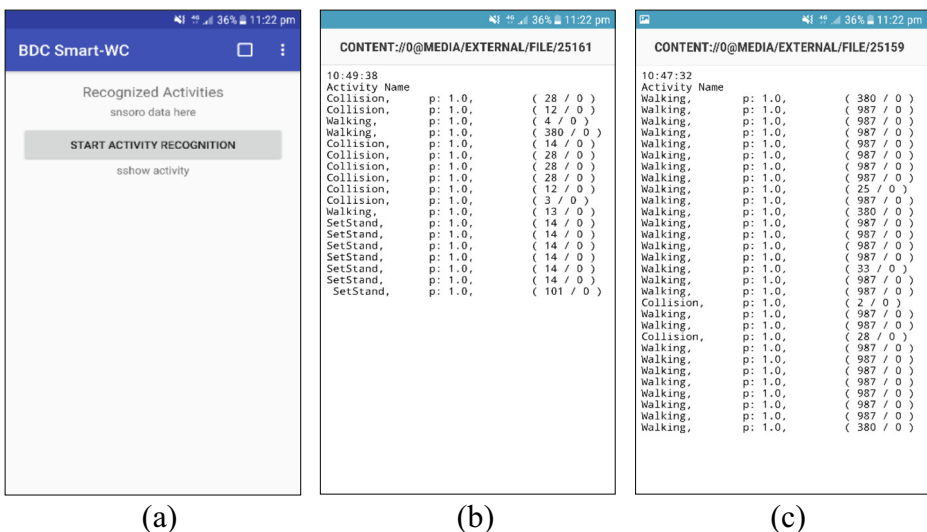 36% 11:22 pm
BDC Smart-WC
Recognized Activities
snsoro data here
START ACTIVITY RECOGNITION
sshow activity
(a)
36% 11:22 pm
CONTENT://0@MEDIA/EXTERNAL/FILE/25161
10:49:38
Activity Name
Collision, p: 1.0, ( 28 / 0 )
Collision, p: 1.0, ( 12 / 0 )
Walking, p: 1.0, ( 4 / 0 )
Walking, p: 1.0, ( 380 / 0 )
Collision, p: 1.0, ( 14 / 0 )
Collision, p: 1.0, ( 28 / 0 )
Collision, p: 1.0, ( 28 / 0 )
Collision, p: 1.0, ( 28 / 0 )
Collision, p: 1.0, ( 12 / 0 )
Collision, p: 1.0, ( 3 / 0 )
Walking, p: 1.0, ( 13 / 0 )
SetStand, p: 1.0, ( 14 / 0 )
SetStand, p: 1.0, ( 14 / 0 )
SetStand, p: 1.0, ( 14 / 0 )
SetStand, p: 1.0, ( 14 / 0 )
SetStand, p: 1.0, ( 14 / 0 )
SetStand, p: 1.0, ( 14 / 0 )
SetStand, p: 1.0, ( 101 / 0 )
(b)
36% 11:22 pm
CONTENT://0@MEDIA/EXTERNAL/FILE/25159
10:47:32
Activity Name
Walking, p: 1.0, ( 380 / 0 )
Walking, p: 1.0, ( 987 / 0 )
Walking, p: 1.0, ( 987 / 0 )
Walking, p: 1.0, ( 987 / 0 )
Walking, p: 1.0, ( 987 / 0 )
Walking, p: 1.0, ( 987 / 0 )
Walking, p: 1.0, ( 987 / 0 )
Walking, p: 1.0, ( 987 / 0 )
Walking, p: 1.0, ( 25 / 0 )
Walking, p: 1.0, ( 987 / 0 )
Walking, p: 1.0, ( 380 / 0 )
Walking, p: 1.0, ( 987 / 0 )
Walking, p: 1.0, ( 987 / 0 )
Walking, p: 1.0, ( 987 / 0 )
Walking, p: 1.0, ( 987 / 0 )
Walking, p: 1.0, ( 33 / 0 )
Walking, p: 1.0, ( 987 / 0 )
Walking, p: 1.0, ( 987 / 0 )
Collision, p: 1.0, ( 2 / 0 )
Walking, p: 1.0, ( 987 / 0 )
Walking, p: 1.0, ( 987 / 0 )
Collision, p: 1.0, ( 28 / 0 )
Walking, p: 1.0, ( 987 / 0 )
Walking, p: 1.0, ( 987 / 0 )
Walking, p: 1.0, ( 987 / 0 )
Walking, p: 1.0, ( 987 / 0 )
Walking, p: 1.0, ( 987 / 0 )
Walking, p: 1.0, ( 987 / 0 )
Walking, p: 1.0, ( 987 / 0 )
Walking, p: 1.0, ( 380 / 0 )
(c)